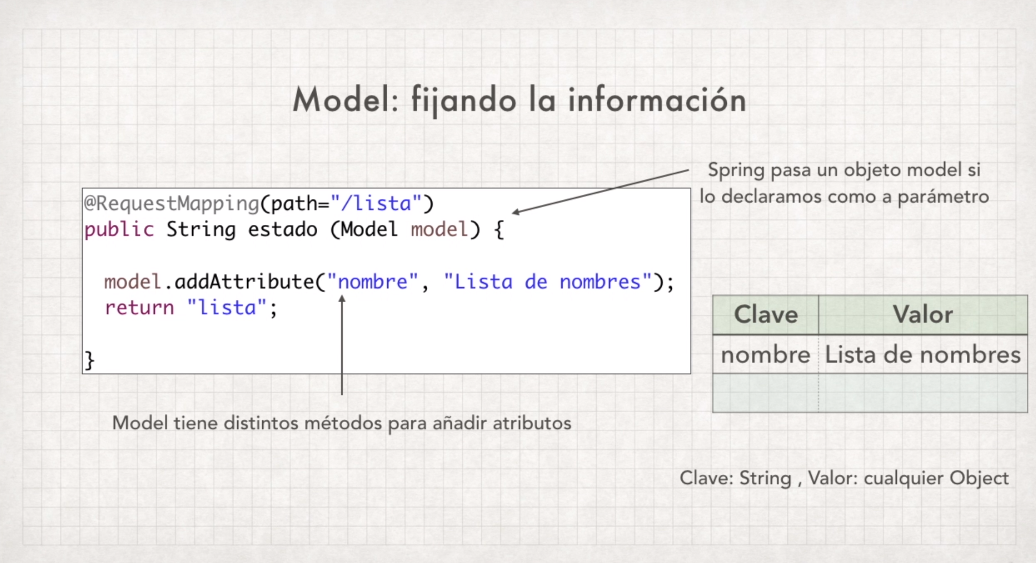 Model: fijando la información
Spring pasa un objeto model si
lo declaramos como a parámetro
@RequestMapping(path="/lista")
public String estado (Model model) {
model.addAttribute("nombre", "Lista de nombres");
return "lista";
}
Clave Valor
nombre Lista de nombres
Model tiene distintos métodos para añadir atributos
Clave: String , Valor: cualquier Object